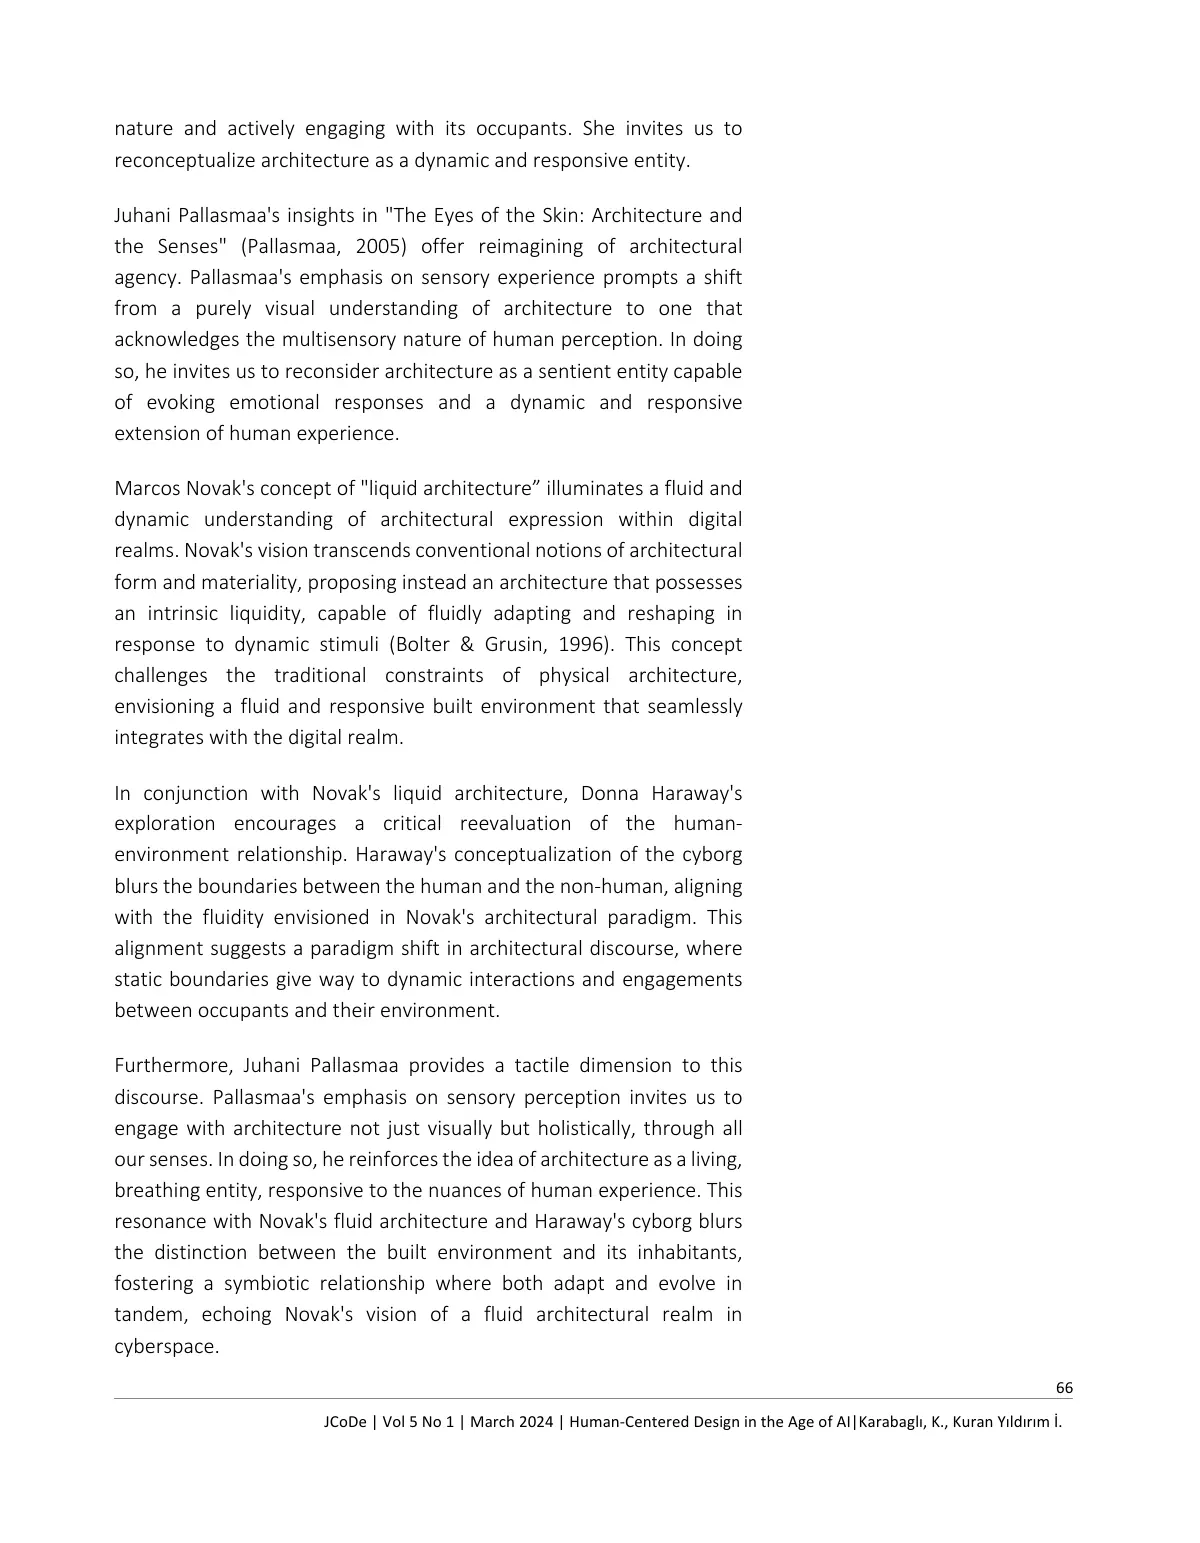 nature and actively engaging with its occupants. She invites us to
reconceptualize architecture as a dynamic and responsive entity.
Juhani Pallasmaa's insights in "The Eyes of the Skin: Architecture and
the Senses" (Pallasmaa, 2005) offer reimagining of architectural
agency. Pallasmaa's emphasis on sensory experience prompts a shift
from a purely visual understanding of architecture to one that
acknowledges the multisensory nature of human perception. In doing
so, he invites us to reconsider architecture as a sentient entity capable
of evoking emotional responses and a dynamic and responsive
extension of human experience.
Marcos Novak's concept of "liquid architecture” illuminates a fluid and
dynamic understanding of architectural expression within digital
realms. Novak's vision transcends conventional notions of architectural
form and materiality, proposing instead an architecture that possesses
an intrinsic liquidity, capable of fluidly adapting and reshaping in
response to dynamic stimuli (Bolter & Grusin, 1996). This concept
challenges the traditional constraints of physical architecture,
envisioning a fluid and responsive built environment that seamlessly
integrates with the digital realm.
In conjunction with Novak's liquid architecture, Donna Haraway's
exploration encourages a critical reevaluation of the human-
environment relationship. Haraway's conceptualization of the cyborg
blurs the boundaries between the human and the non-human, aligning
with the fluidity envisioned in Novak's architectural paradigm. This
alignment suggests a paradigm shift in architectural discourse, where
static boundaries give way to dynamic interactions and engagements
between occupants and their environment.
Furthermore, Juhani Pallasmaa provides a tactile dimension to this
discourse. Pallasmaa's emphasis on sensory perception invites us to
engage with architecture not just visually but holistically, through all
our senses. In doing so, he reinforces the idea of architecture as a living,
breathing entity, responsive to the nuances of human experience. This
resonance with Novak's fluid architecture and Haraway's cyborg blurs
the distinction between the built environment and its inhabitants,
fostering a symbiotic relationship where both adapt and evolve in
tandem, echoing Novak's vision of a fluid architectural realm in
cyberspace.
66
JCoDe | Vol 5 No 1 | March 2024 | Human-Centered Design in the Age of AI|Karabaglı, K., Kuran Yıldırım İ.